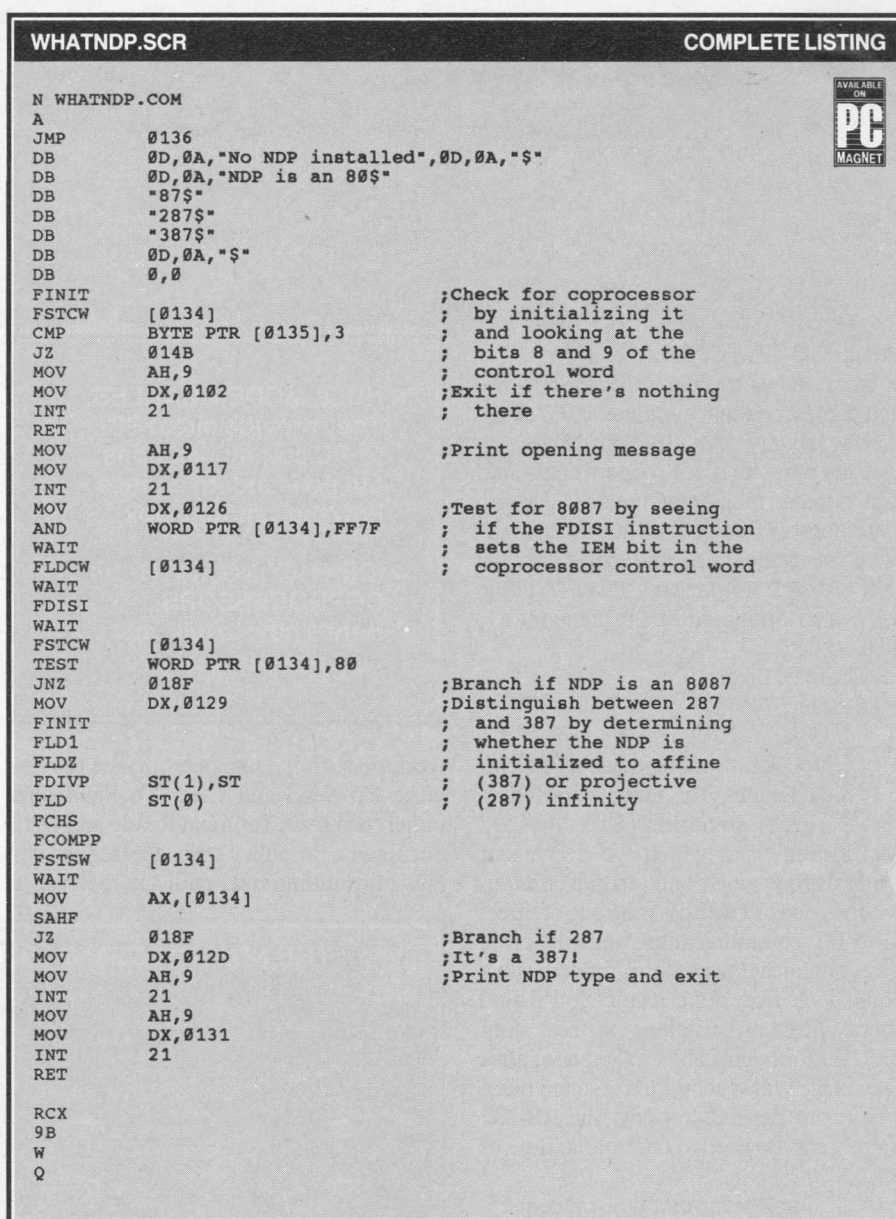 WHATNDP.SCR COMPLETE LISTING
AVAILABLE
ON
PC
MAGNET
N WHATNDP.COM
A
JMP 0136
DB 0D,0A,"No NDP installed",0D,0A,"$"
DB 0D,0A,"NDP is an 80$"
DB "87$"
DB "287$"
DB "387$"
DB 0D,0A,"$"
DB 0,0
FINIT ;Check for coprocessor
FSTCW [0134] ; by initializing it
CMP BYTE PTR [0135],3 ; and looking at the
JZ 014B ; bits 8 and 9 of the
MOV AH,9 ; control word
MOV DX,0102 ;Exit if there's nothing
INT 21 ; there
RET
MOV AH,9 ;Print opening message
MOV DX,0117
INT 21
MOV DX,0126 ;Test for 8087 by seeing
AND WORD PTR [0134],FF7F ; if the FDISI instruction
WAIT ; sets the IEM bit in the
FLDCW [0134] ; coprocessor control word
WAIT
FDISI
WAIT
FSTCW [0134]
TEST WORD PTR [0134],80
JNZ 018F ;Branch if NDP is an 8087
MOV DX,0129 ;Distinguish between 287
FINIT ; and 387 by determining
FLD1 ; whether the NDP is
FLDZ ; initialized to affine
FDIVP ST(1),ST ; (387) or projective
FLD ST(0) ; (287) infinity
FCHS
FCOMPP
FSTSW [0134]
WAIT
MOV AX,[0134]
SAHF
JZ 018F ;Branch if 287
MOV DX,012D ;It's a 387!
MOV AH,9 ;Print NDP type and exit
INT 21
MOV AH,9
MOV DX,0131
INT 21
RET
RCX
9B
W
Q